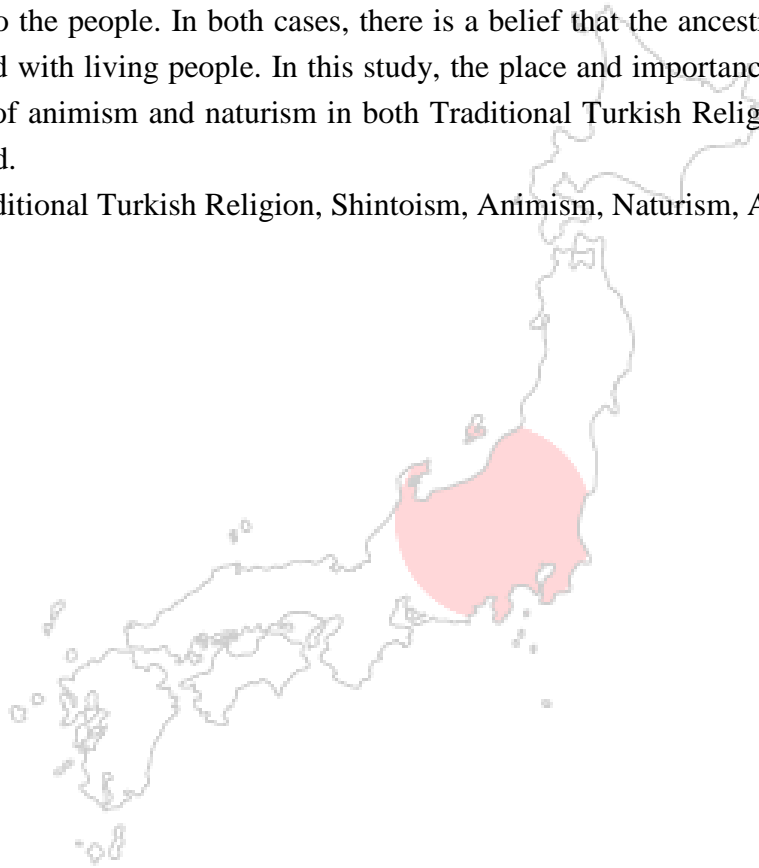 o the people. In both cases, there is a belief that the ancest
d with living people. In this study, the place and importanc
of animism and naturism in both Traditional Turkish Relig
d.
ditional Turkish Religion, Shintoism, Animism, Naturism, A